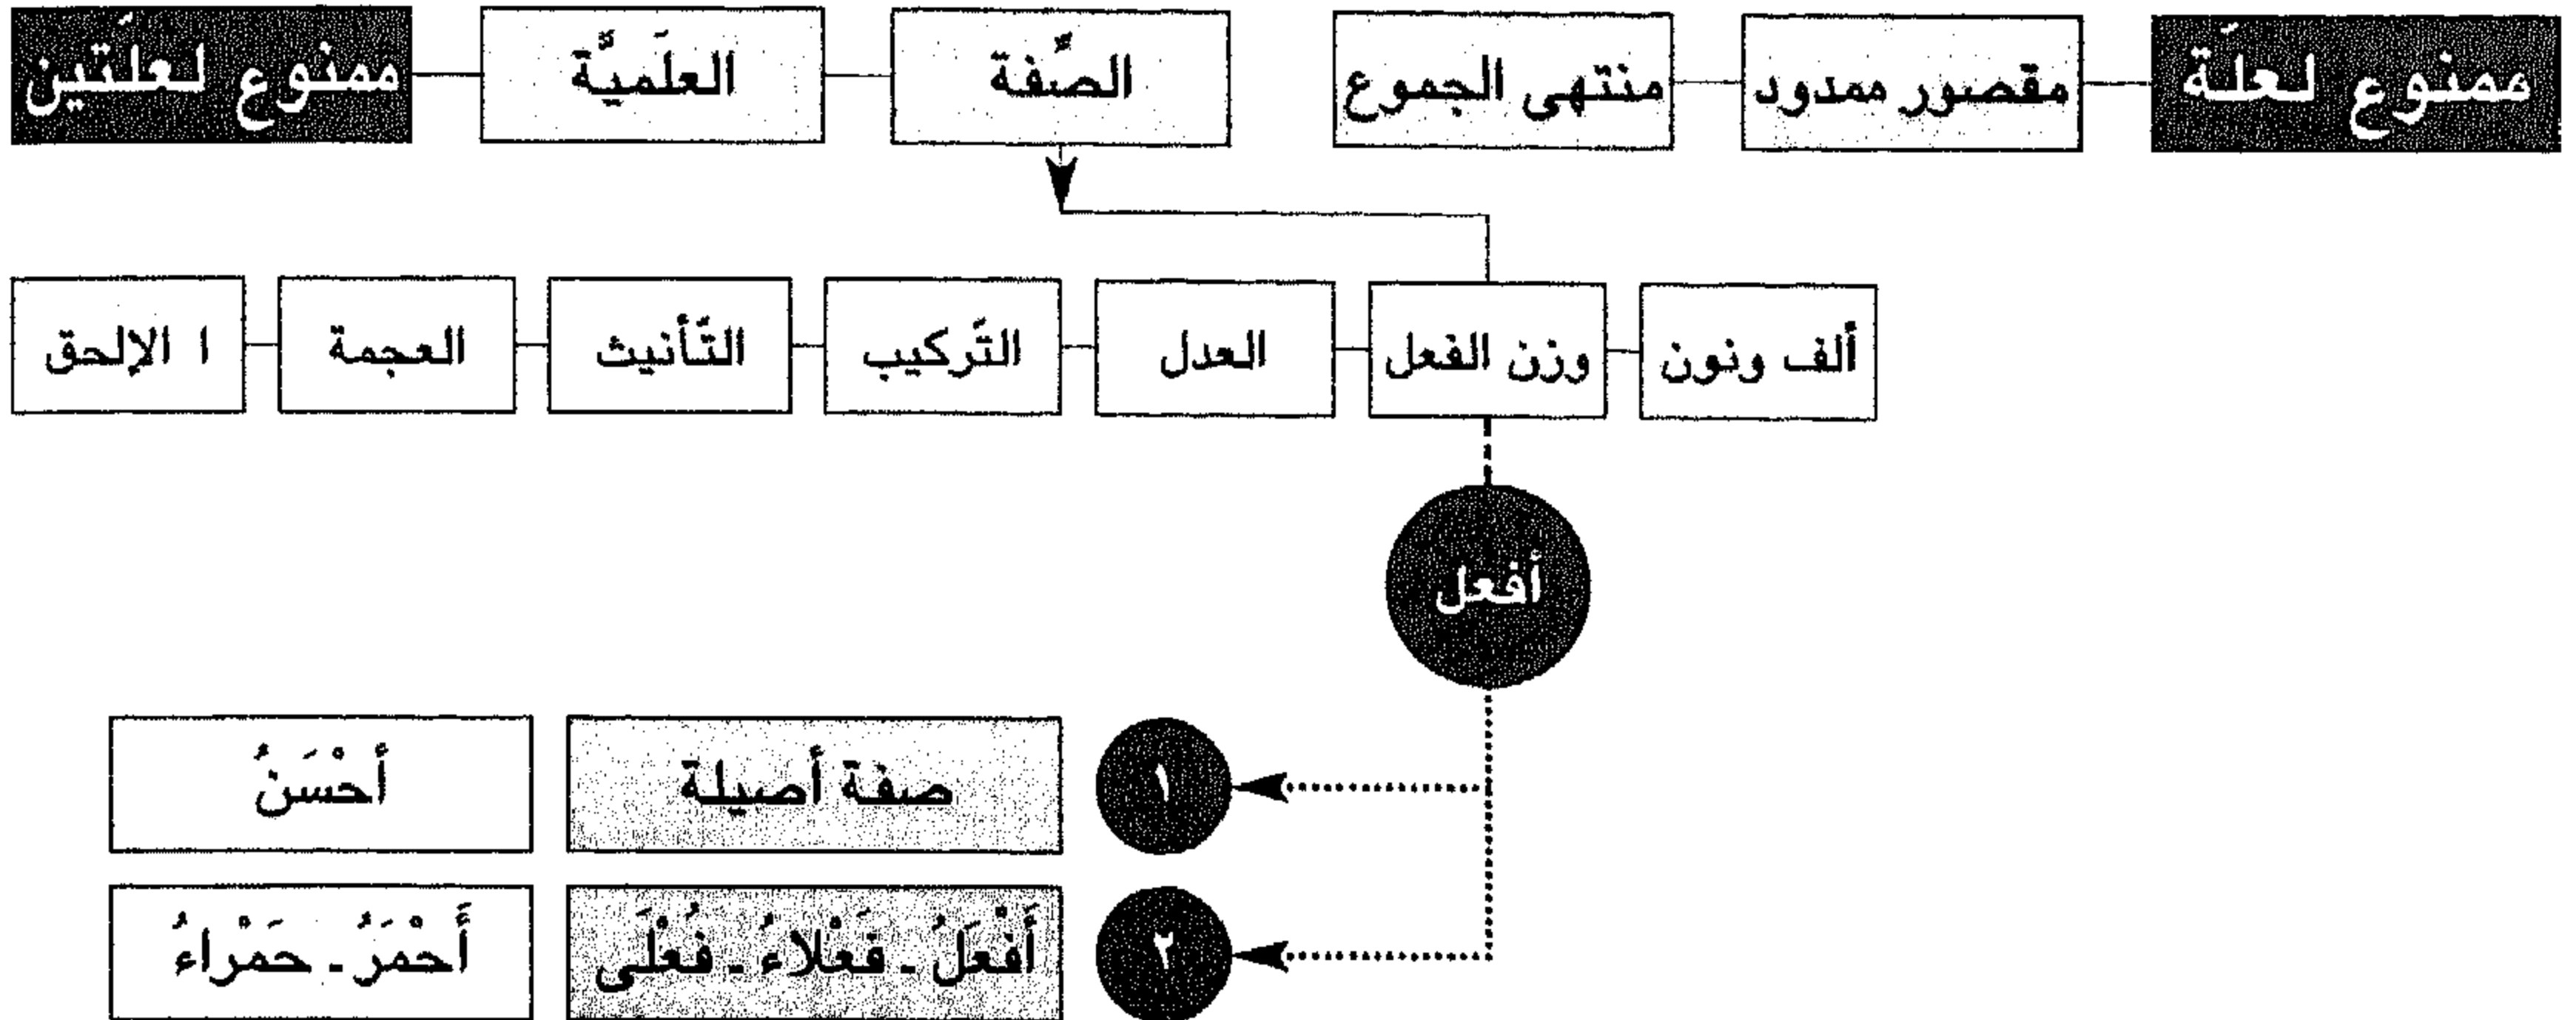 ممنوع لعلّة
مقصور ممدود
منتهى الجموع
الصّفة
العلَميّة
ممنوع لعلّتين
ألف ونون
وزن الفعل
العدل
التّركيب
التّأنيث
العجمة
ا الإلحق
أفعل
١
صفة أصيلة
أحْسَنُ
٢
أَفْعَلُ - فَعْلاءُ - فُعْلَى
أَحْمَرُ - حَمْراءُ